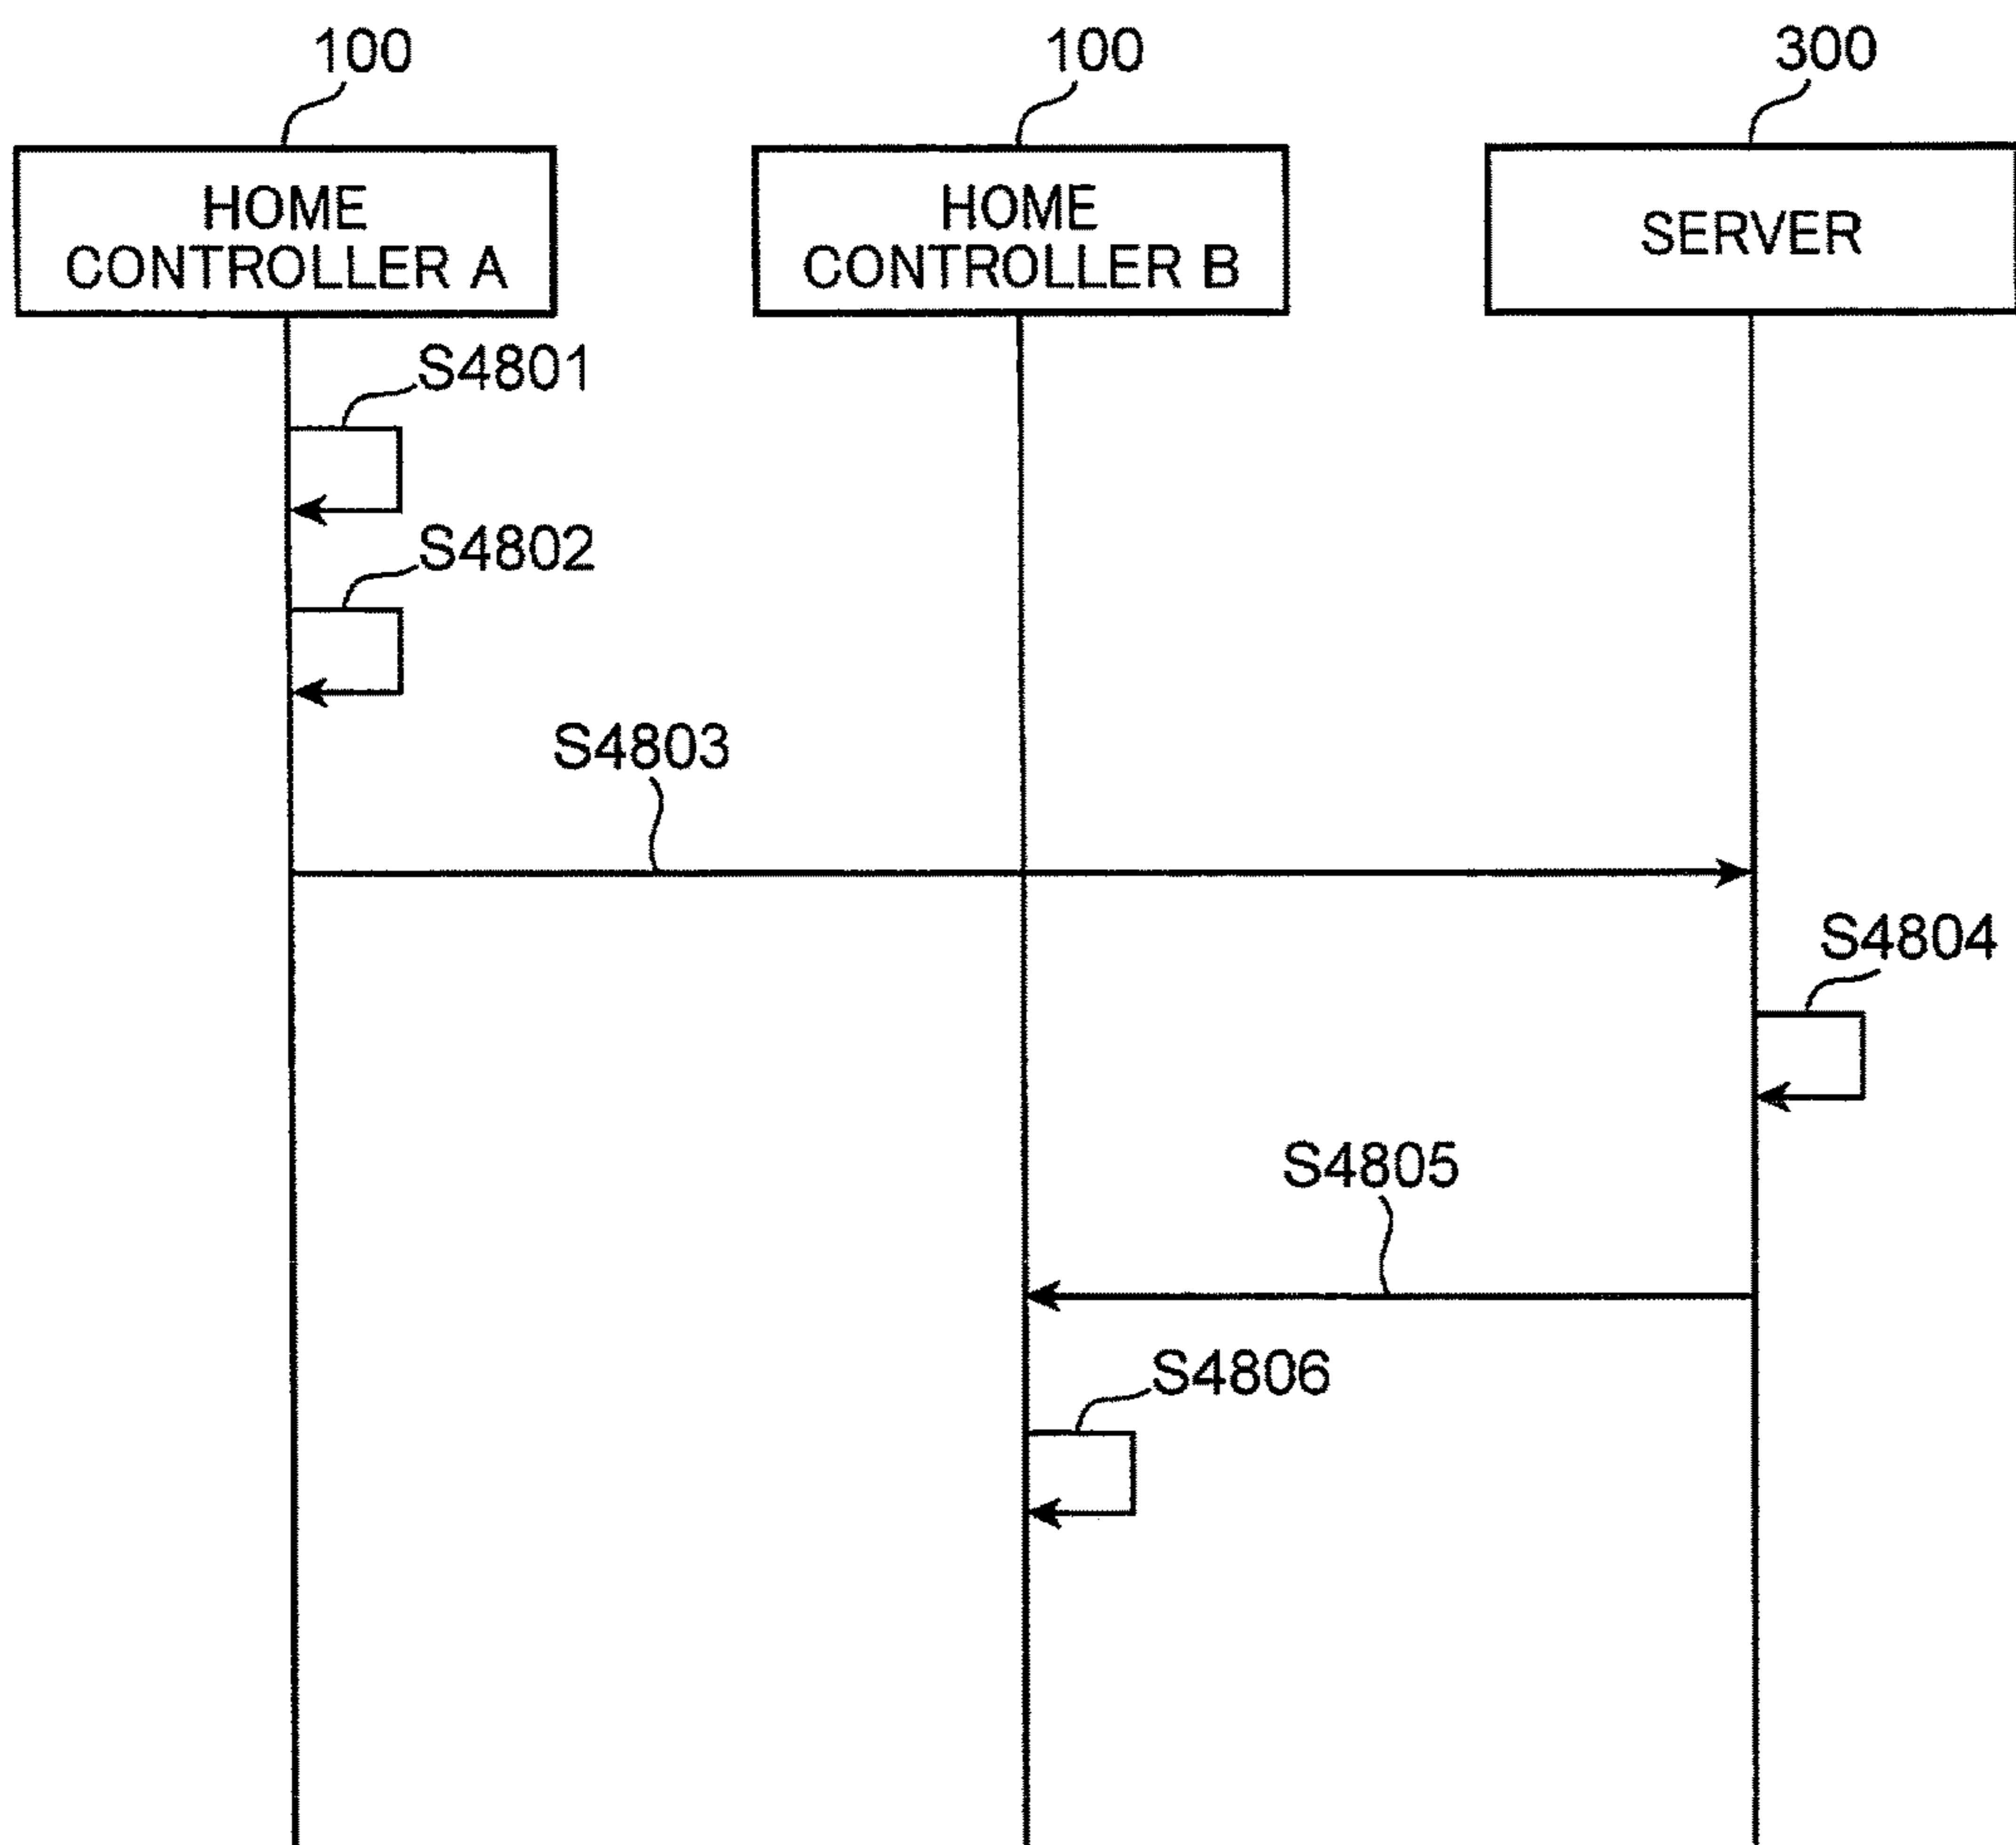 100
100
300
HOME
CONTROLLER A
HOME
CONTROLLER B
SERVER
S4801
S4802
S4803
S4804
S4805
S4806